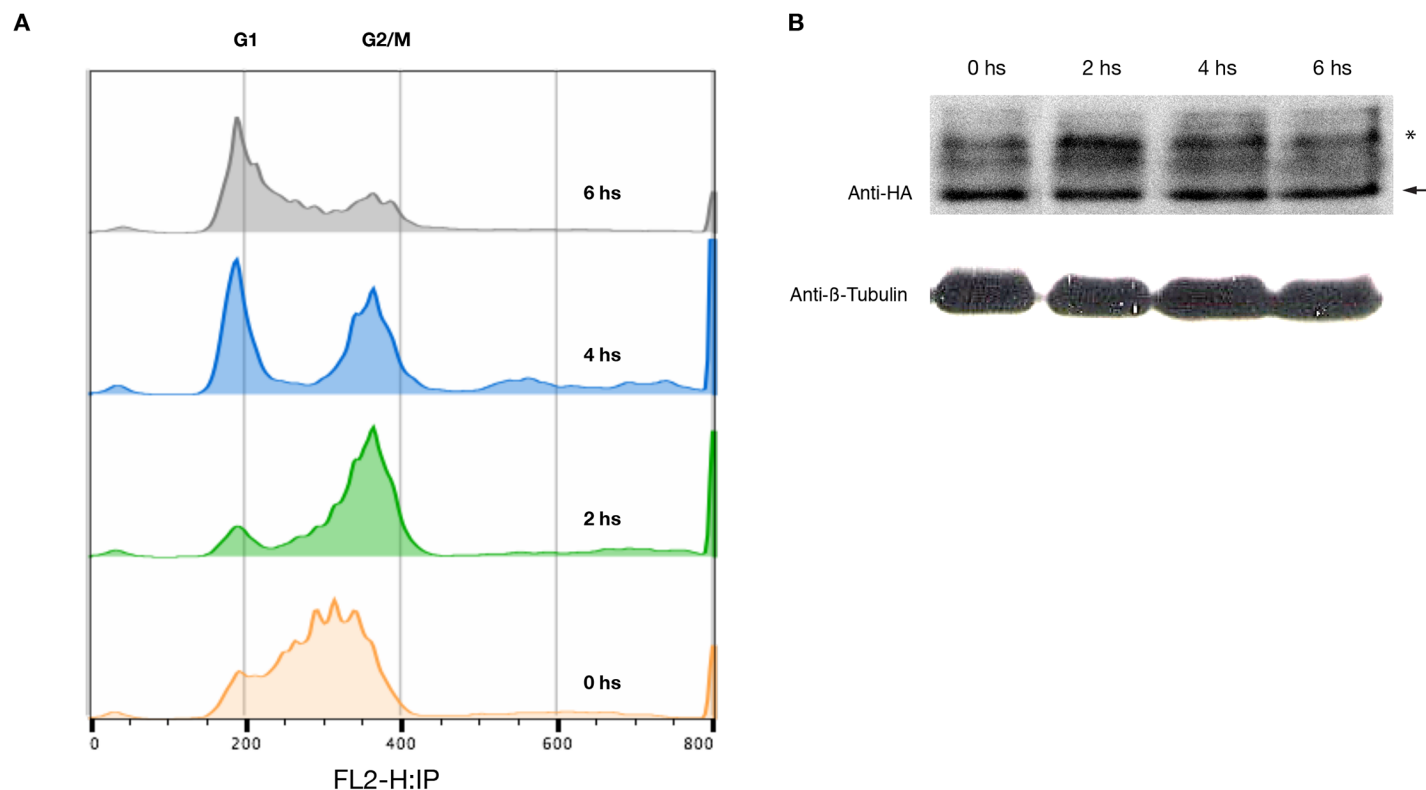 A
G1 G2/M
6 hs
4 hs
2 hs
0 hs
0 200 400 600 800
FL2-H:IP
B
0 hs 2 hs 4 hs 6 hs
*
Anti-HA
Anti-ß-Tubulin